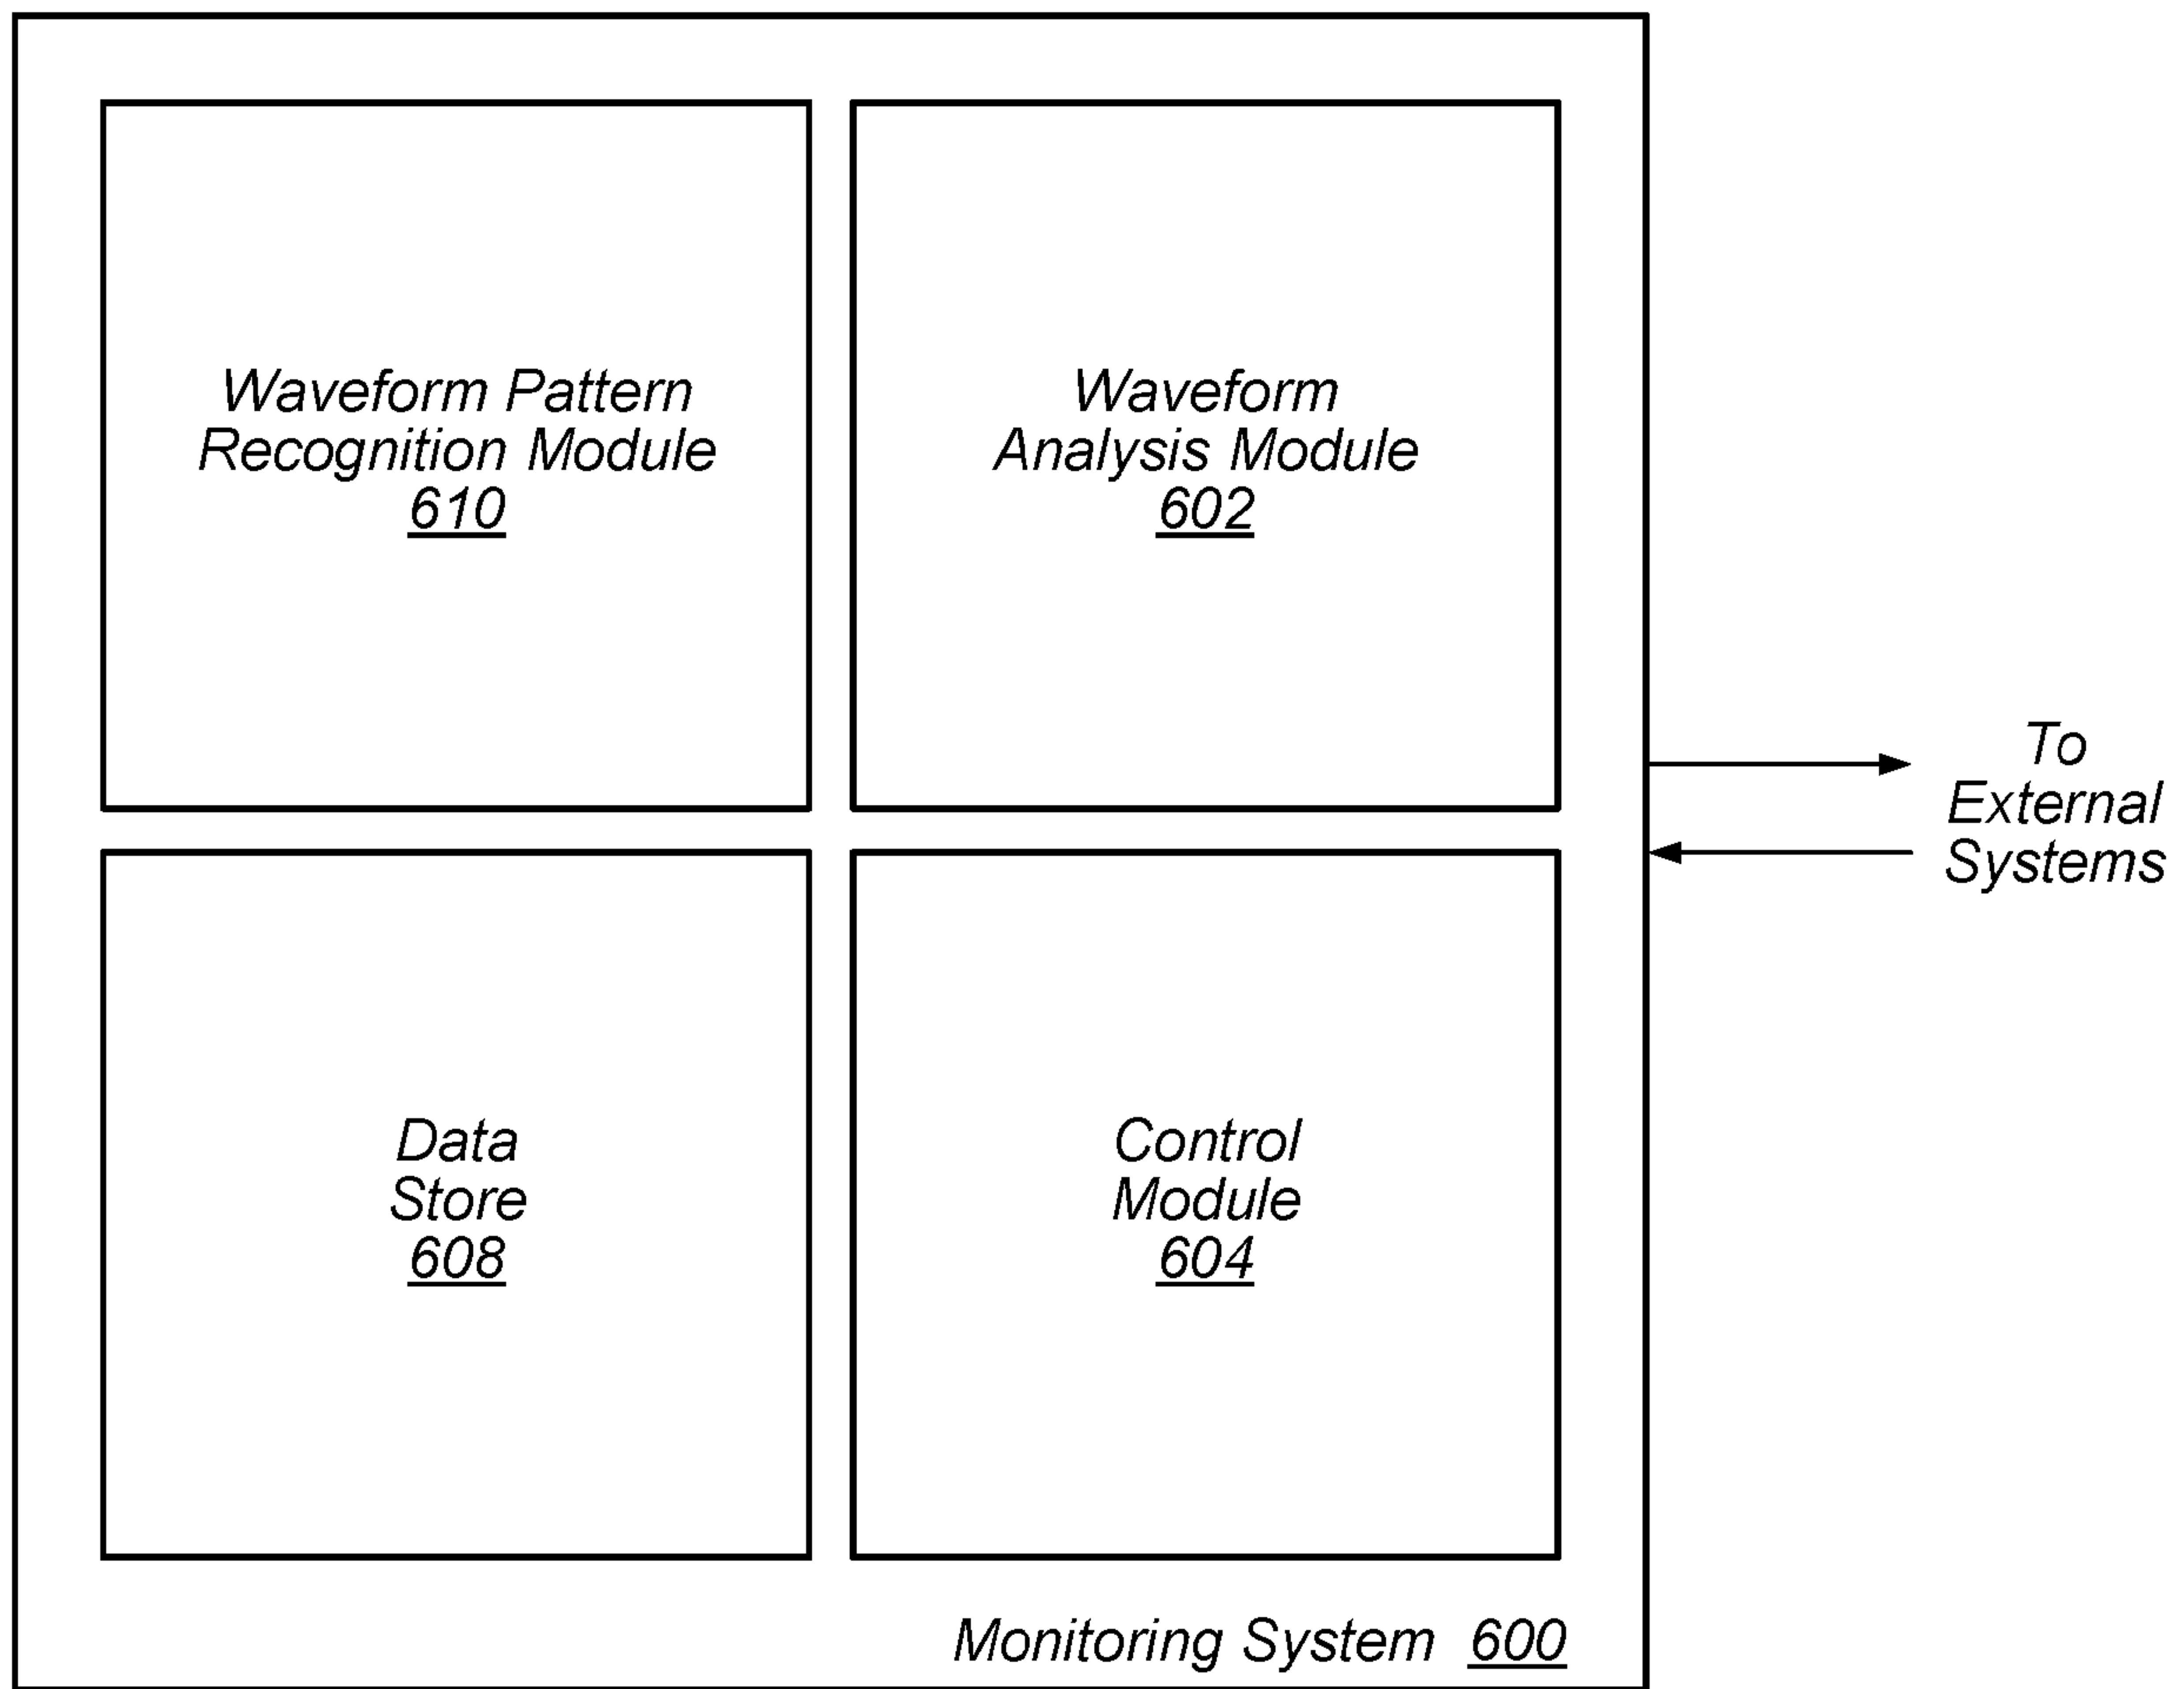 Waveform Pattern
Recognition Module
610
Waveform
Analysis Module
602
To
External
Systems
Data
Store
608
Control
Module
604
Monitoring System 600